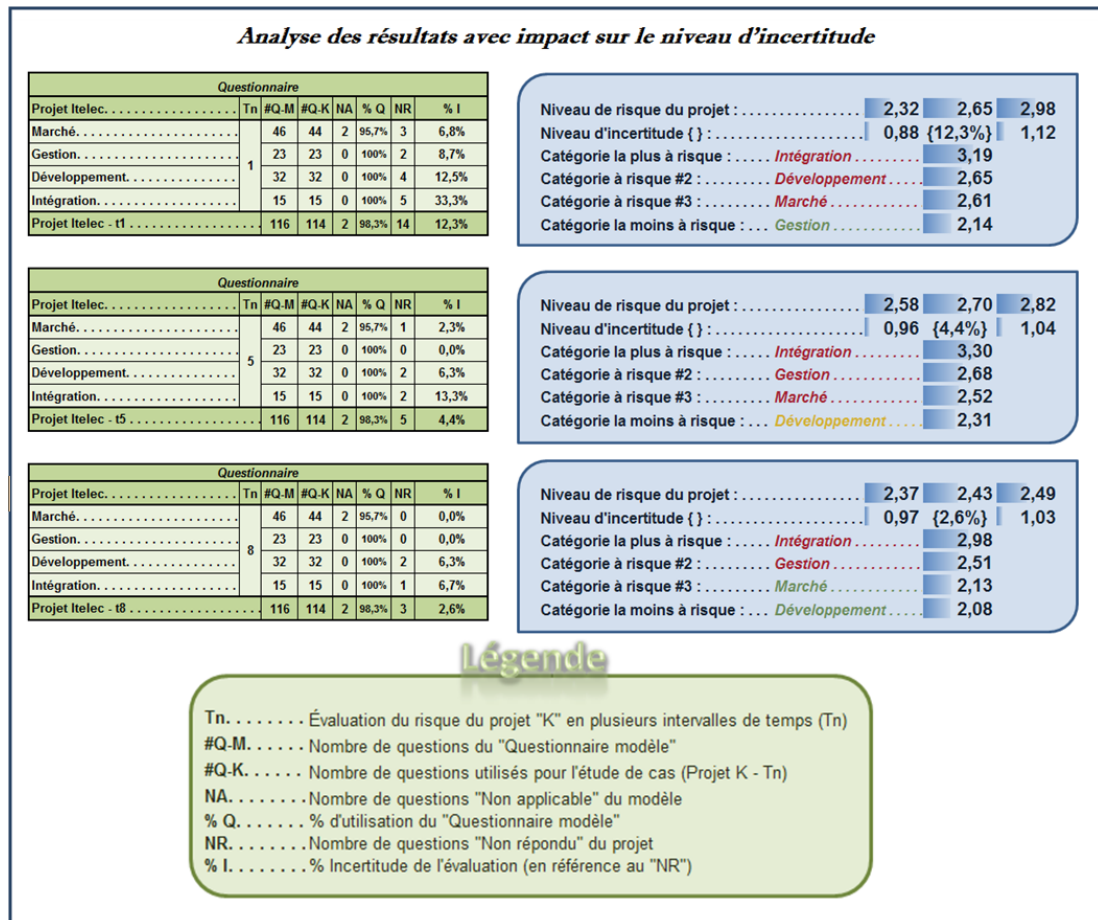 Analyse des résultats avec impact sur le niveau d'incertitude
Questionnaire
Projet Itelec. . . . . . . . . . . . . . . . . . . . . Tn #Q-M #Q-K NA % Q NR % I
Marché. . . . . . . . . . . . . . . . . . . . . . . . 46 44 2 95,7% 3 6,8%
Gestion. . . . . . . . . . . . . . . . . . . . . . . . 23 23 0 100% 2 8,7%
1
Développement. . . . . . . . . . . . . . . . 32 32 0 100% 4 12,5%
Intégration. . . . . . . . . . . . . . . . . . . . . 15 15 0 100% 5 33,3%
Projet Itelec - t1 . . . . . . . . . . . . . . . . . . . . 116 114 2 98,3% 14 12,3%
Niveau de risque du projet : . . . . . . . . . . . . . . . . 2,32 2,65 2,98
Niveau d'incertitude { } : . . . . . . . . . . . . . . . . . . . 0,88 {12,3%} 1,12
Catégorie la plus à risque : . . . . . Intégration . . . . . . . . . 3,19
Catégorie à risque #2 : . . . . . . . . . Développement . . . . . 2,65
Catégorie à risque #3 : . . . . . . . . . Marché . . . . . . . . . . . . 2,61
Catégorie la moins à risque : . . . Gestion . . . . . . . . . . . . 2,14
Questionnaire
Projet Itelec. . . . . . . . . . . . . . . . . . . . . Tn #Q-M #Q-K NA % Q NR % I
Marché. . . . . . . . . . . . . . . . . . . . . . . . 46 44 2 95,7% 1 2,3%
Gestion. . . . . . . . . . . . . . . . . . . . . . . . 23 23 0 100% 0 0,0%
5
Développement. . . . . . . . . . . . . . . . 32 32 0 100% 2 6,3%
Intégration. . . . . . . . . . . . . . . . . . . . . 15 15 0 100% 2 13,3%
Projet Itelec - t5 . . . . . . . . . . . . . . . . . . . . 116 114 2 98,3% 5 4,4%
Niveau de risque du projet : . . . . . . . . . . . . . . . . 2,58 2,70 2,82
Niveau d'incertitude { } : . . . . . . . . . . . . . . . . . . . 0,96 {4,4%} 1,04
Catégorie la plus à risque : . . . . . Intégration . . . . . . . . . 3,30
Catégorie à risque #2 : . . . . . . . . . Gestion . . . . . . . . . . . . 2,68
Catégorie à risque #3 : . . . . . . . . . Marché . . . . . . . . . . . . 2,52
Catégorie la moins à risque : . . . Développement . . . . . 2,31
Questionnaire
Projet Itelec. . . . . . . . . . . . . . . . . . . . . Tn #Q-M #Q-K NA % Q NR % I
Marché. . . . . . . . . . . . . . . . . . . . . . . . 46 44 2 95,7% 0 0,0%
Gestion. . . . . . . . . . . . . . . . . . . . . . . . 23 23 0 100% 0 0,0%
8
Développement. . . . . . . . . . . . . . . . 32 32 0 100% 2 6,3%
Intégration. . . . . . . . . . . . . . . . . . . . . 15 15 0 100% 1 6,7%
Projet Itelec - t8 . . . . . . . . . . . . . . . . . . . . 116 114 2 98,3% 3 2,6%
Niveau de risque du projet : . . . . . . . . . . . . . . . . 2,37 2,43 2,49
Niveau d'incertitude { } : . . . . . . . . . . . . . . . . . . . 0,97 {2,6%} 1,03
Catégorie la plus à risque : . . . . . Intégration . . . . . . . . . 2,98
Catégorie à risque #2 : . . . . . . . . . Gestion . . . . . . . . . . . . 2,51
Catégorie à risque #3 : . . . . . . . . . Marché . . . . . . . . . . . . 2,13
Catégorie la moins à risque : . . . Développement . . . . . 2,08
Légende
Tn. . . . . . . . Évaluation du risque du projet "K" en plusieurs intervalles de temps (Tn)
#Q-M. . . . . . Nombre de questions du "Questionnaire modèle"
#Q-K. . . . . . Nombre de questions utilisés pour l'étude de cas (Projet K - Tn)
NA. . . . . . . . Nombre de questions "Non applicable" du modèle
% Q. . . . . . . % d'utilisation du "Questionnaire modèle"
NR. . . . . . . . Nombre de questions "Non répondu" du projet
% I. . . . . . . . % Incertitude de l'évaluation (en référence au "NR")